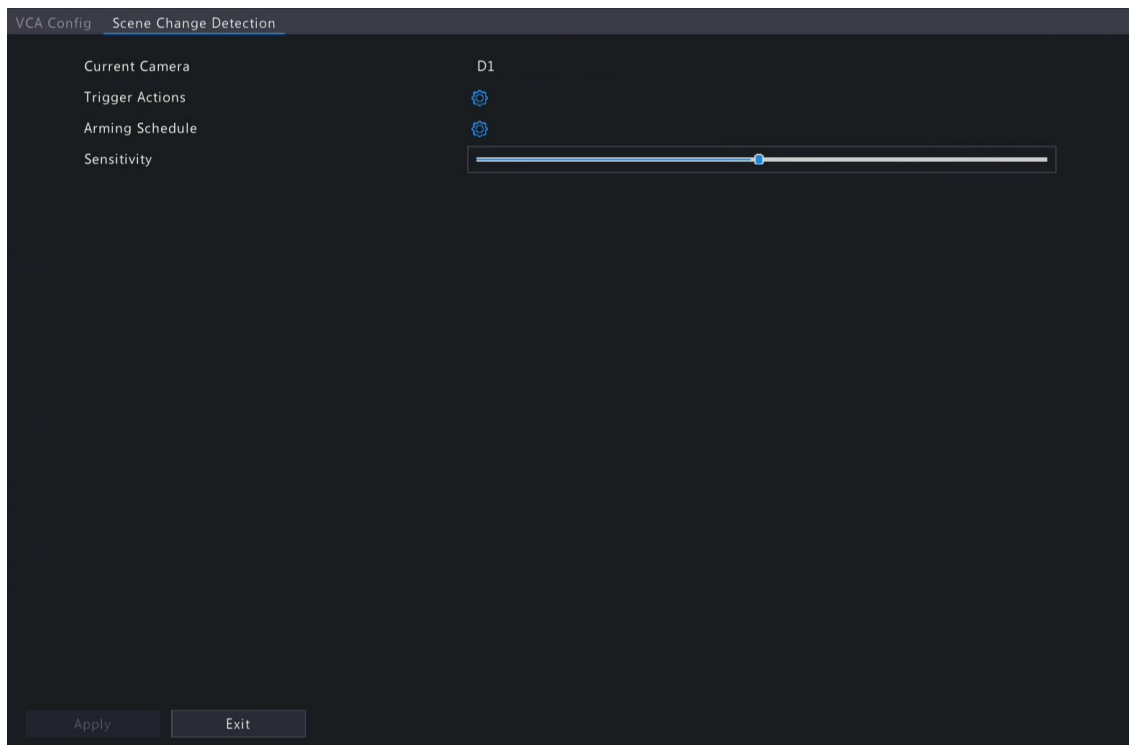 VCA Config Scene Change Detection
Current Camera D1
Trigger Actions
Arming Schedule
Sensitivity
Apply Exit